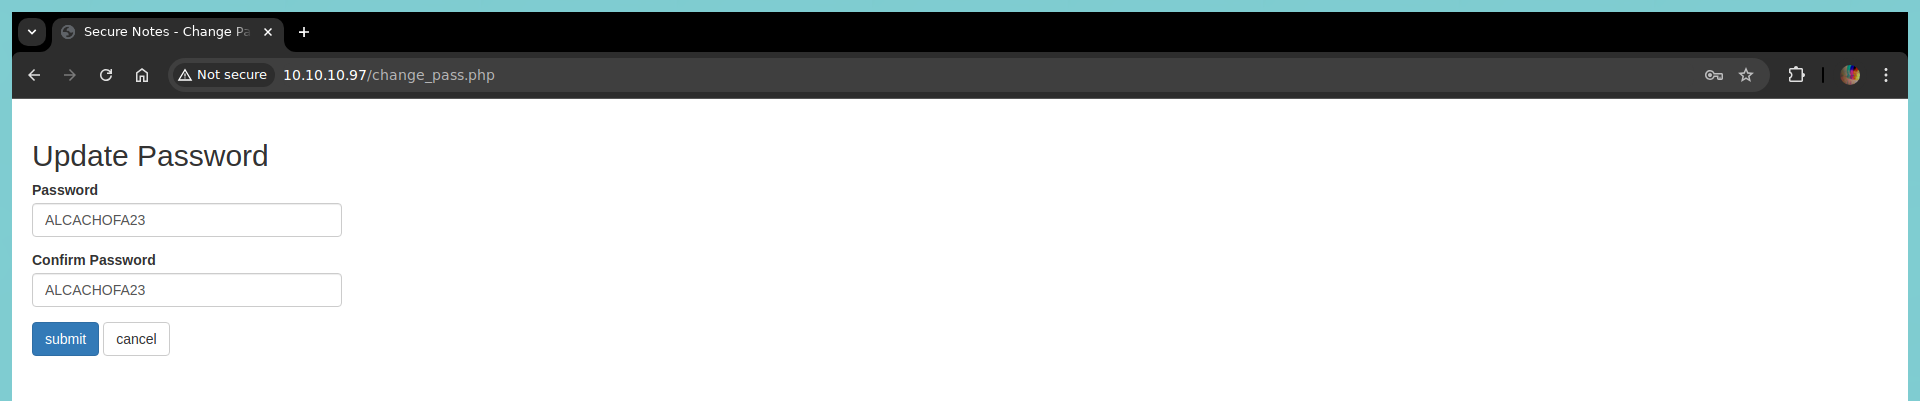 Secure Notes - Change Pa
Not secure 10.10.10.97/change_pass.php
Update Password
Password
ALCACHOFA23
Confirm Password
ALCACHOFA23
submit cancel